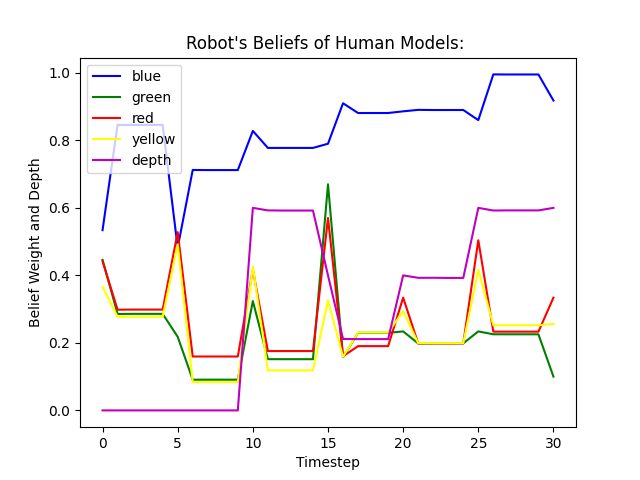 Robot's Beliefs of Human Models:
1.0
0.8
0.6
0.4
0.2
0.0
Belief Weight and Depth
blue
green
red
yellow
depth
0 5 10 15 20 25 30
Timestep